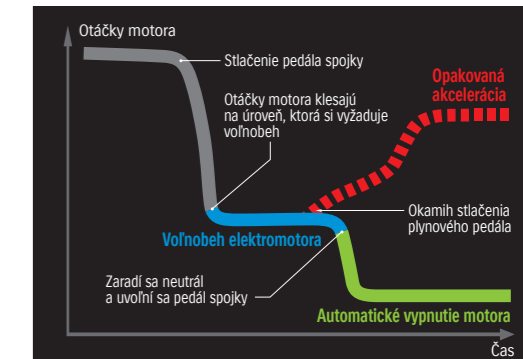 Otáčky motora
Stlačenie pedála spojky
Opakovaná
akcelerácia
Otáčky motora klesajú
na úroveň, ktorá si vyžaduje
voľnobeh
Okamih stlačenia
plynového pedála
Voľnobeh elektromotora
Zaradí sa neutrál
a uvoľní sa pedál spojky
Automatické vypnutie motora
Čas